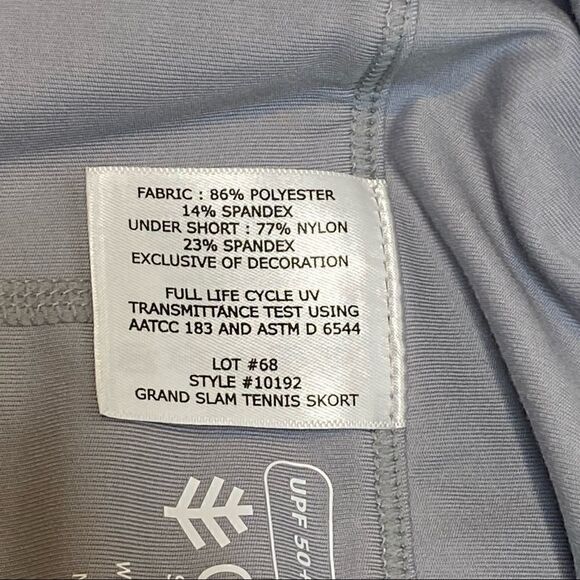 FABRIC : 86% POLYESTER
14% SPANDEX
UNDER SHORT : 77% NYLON
23% SPANDEX
EXCLUSIVE OF DECORATION
FULL LIFE CYCLE UV
TRANSMITTANCE TEST USING
AATCC 183 AND ASTM D 6544
LOT #68
STYLE #10192
GRAND SLAM TENNIS SKORT
UPF 50+